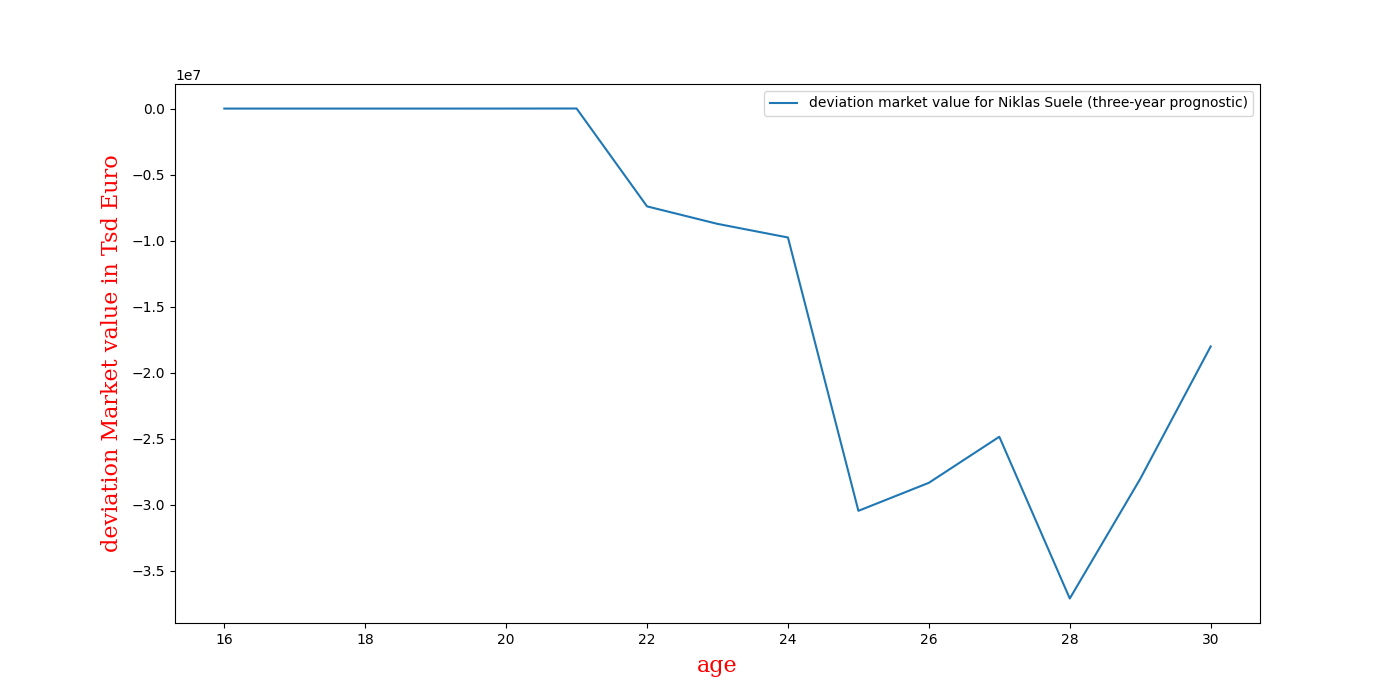 1e7
deviation market value for Niklas Suele (three-year prognostic)
0.0
−0.5
−1.0
−1.5
−2.0
−2.5
−3.0
−3.5
deviation Market value in Tsd Euro
16 18 20 22 24 26 28 30
age